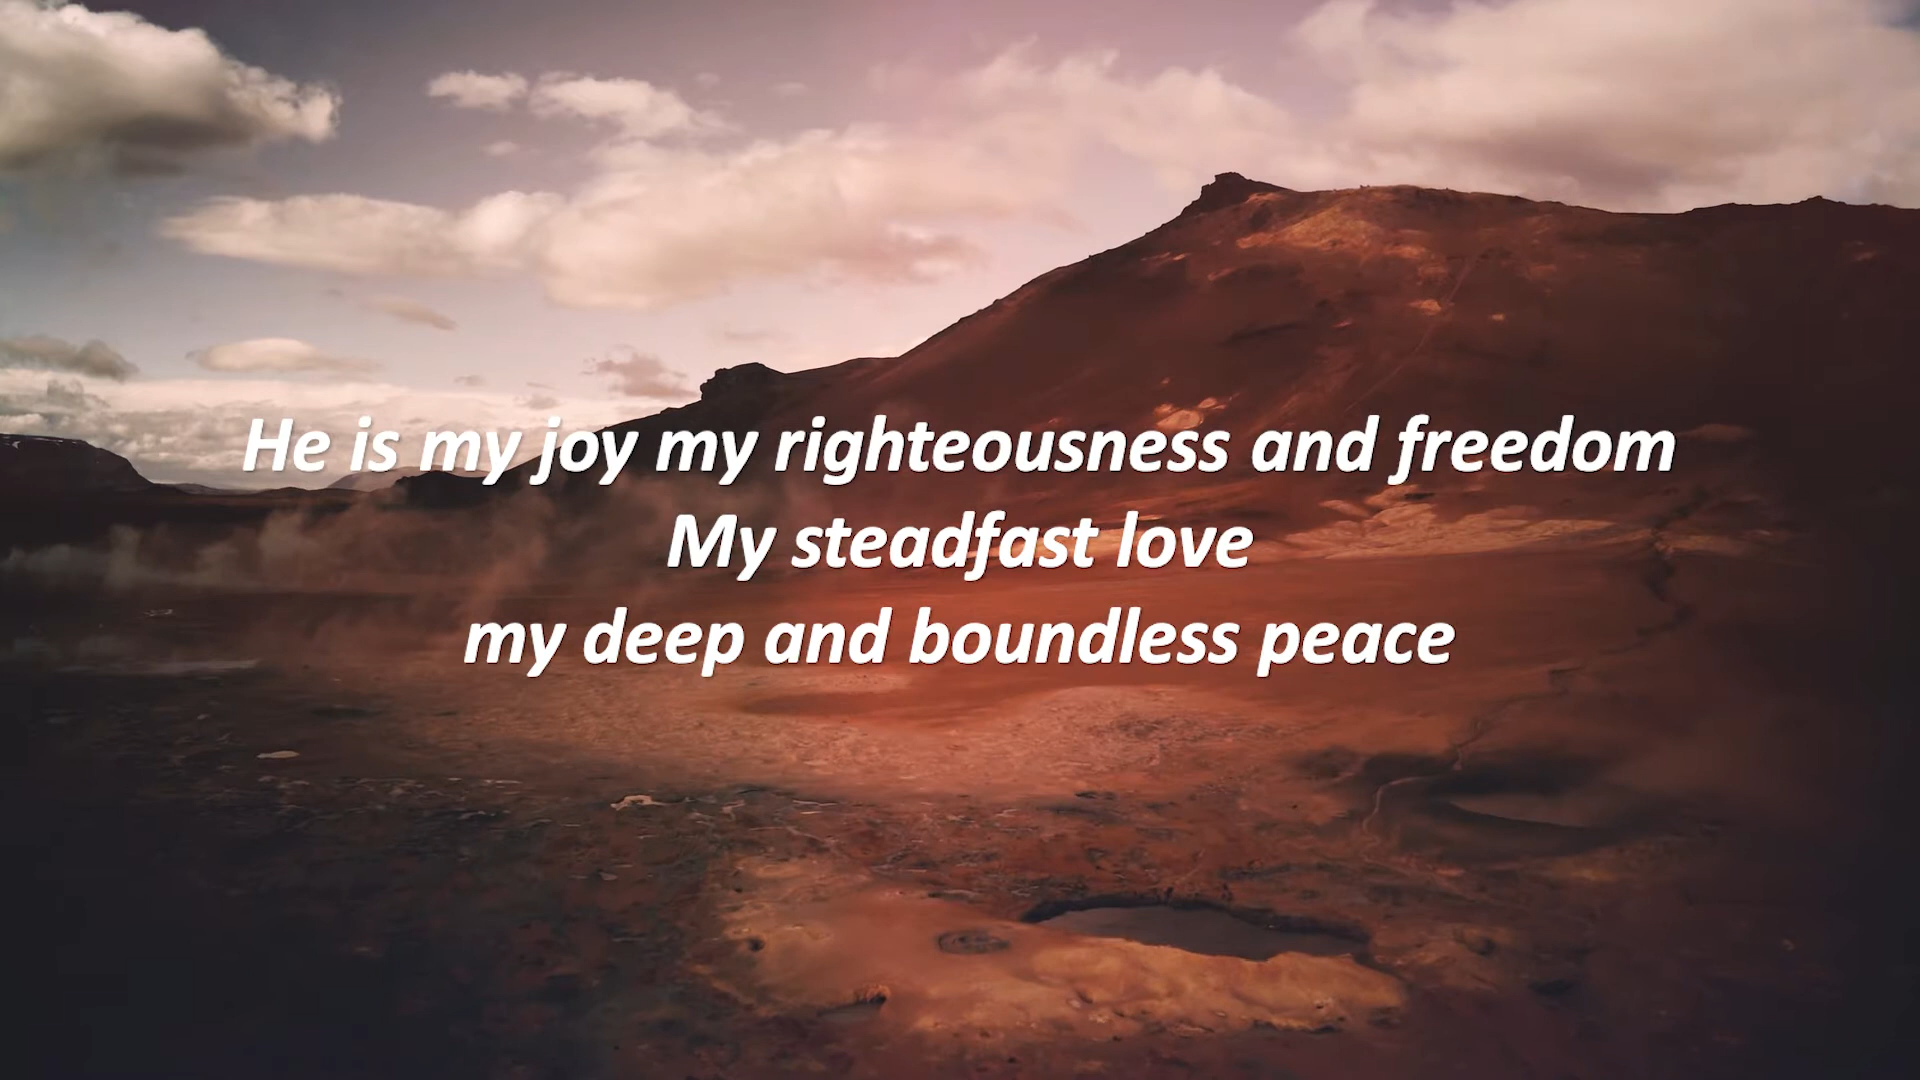 He is my joy my righteousness and freedom
My steadfast love
my deep and boundless peace